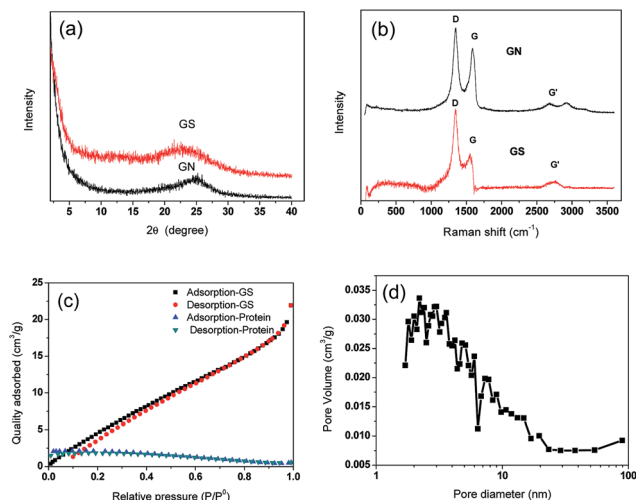 (a)
GS
GN
Intensity
5 10 15 20 25 30 35 40
2θ (degree)
(b)
D
G
GN
G'
D
G
GS
G'
Intensity
0 500 1000 1500 2000 2500 3000 3500
Raman shift (cm⁻¹)
(c)
Adsorption-GS
Desorption-GS
Adsorption-Protein
Desorption-Protein
25
20
15
10
5
0
Quality adsorbed (cm³/g)
0.0 0.2 0.4 0.6 0.8 1.0
Relative pressure (P/P⁰)
(d)
0.035
0.030
0.025
0.020
0.015
0.010
0.005
Pore Volume (cm³/g)
1 10 100
Pore diameter (nm)